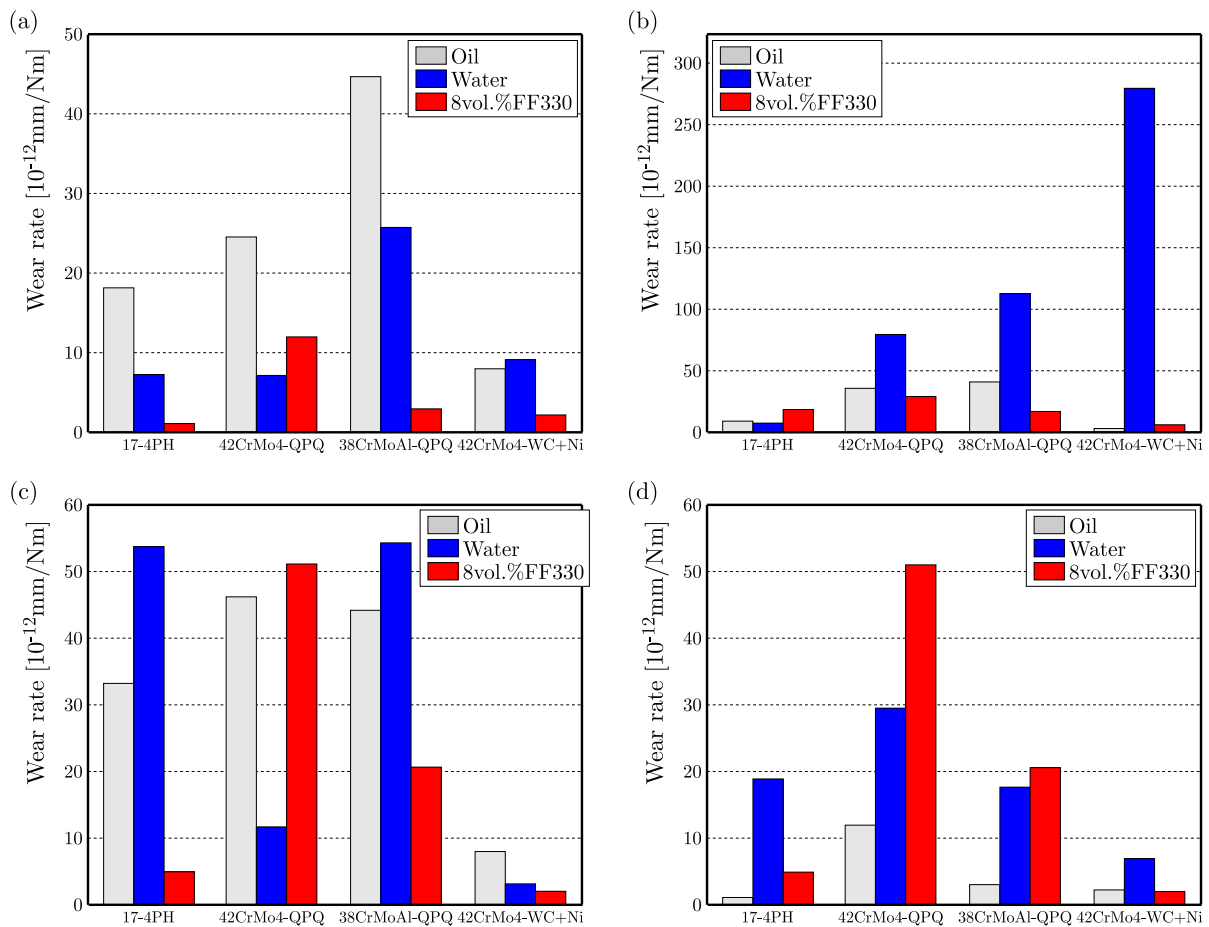 (a)
Wear rate [10⁻¹²mm/Nm]
50
40
30
20
10
0
Oil
Water
8vol.%FF330
17-4PH
42CrMo4-QPQ
38CrMoAl-QPQ
42CrMo4-WC+Ni
(b)
Wear rate [10⁻¹²mm/Nm]
300
250
200
150
100
50
0
Oil
Water
8vol.%FF330
17-4PH
42CrMo4-QPQ
38CrMoAl-QPQ
42CrMo4-WC+Ni
(c)
Wear rate [10⁻¹²mm/Nm]
60
50
40
30
20
10
0
Oil
Water
8vol.%FF330
17-4PH
42CrMo4-QPQ
38CrMoAl-QPQ
42CrMo4-WC+Ni
(d)
Wear rate [10⁻¹²mm/Nm]
60
50
40
30
20
10
0
Oil
Water
8vol.%FF330
17-4PH
42CrMo4-QPQ
38CrMoAl-QPQ
42CrMo4-WC+Ni